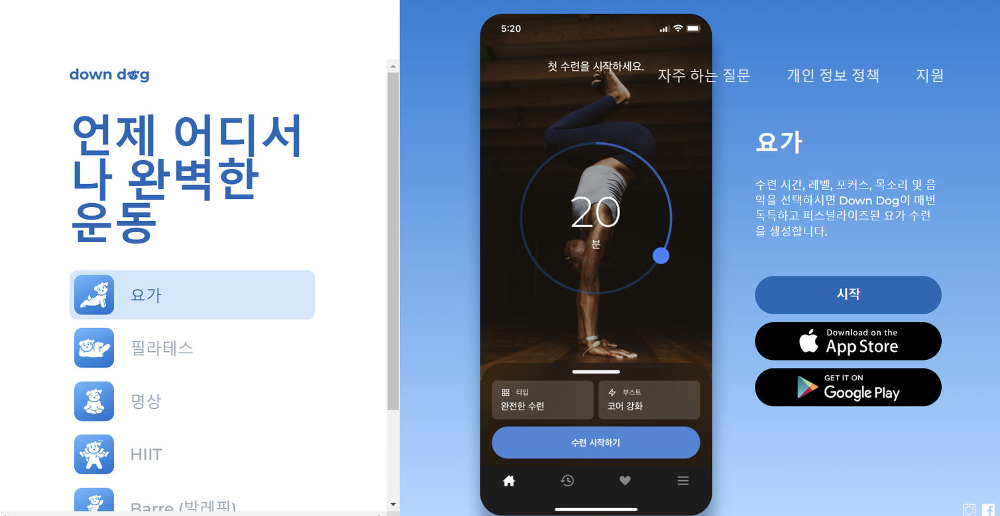 down dog
언제 어디서
나 완벽한
운동
요가
필라테스
명상
HIIT
Barre (발레핏)
5:20
첫 수련을 시작하세요.
20
분
타입
완전한 수련
부스트
코어 강화
수련 시작하기
자주 하는 질문
개인 정보 정책
지원
요가
수련 시간, 레벨, 포커스, 목소리 및 음
악을 선택하시면 Down Dog이 매번
독특하고 퍼스널라이즈된 요가 수련
을 생성합니다.
시작
Download on the
App Store
GET IT ON
Google Play